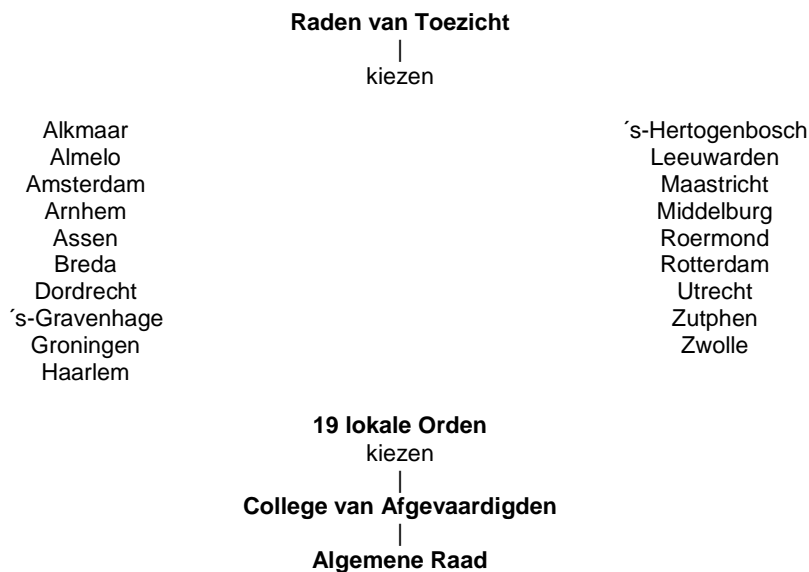 Raden van Toezicht
|
kiezen
Alkmaar
Almelo
Amsterdam
Arnhem
Assen
Breda
Dordrecht
´s-Gravenhage
Groningen
Haarlem
´s-Hertogenbosch
Leeuwarden
Maastricht
Middelburg
Roermond
Rotterdam
Utrecht
Zutphen
Zwolle
19 lokale Orden
kiezen
|
College van Afgevaardigden
|
Algemene Raad